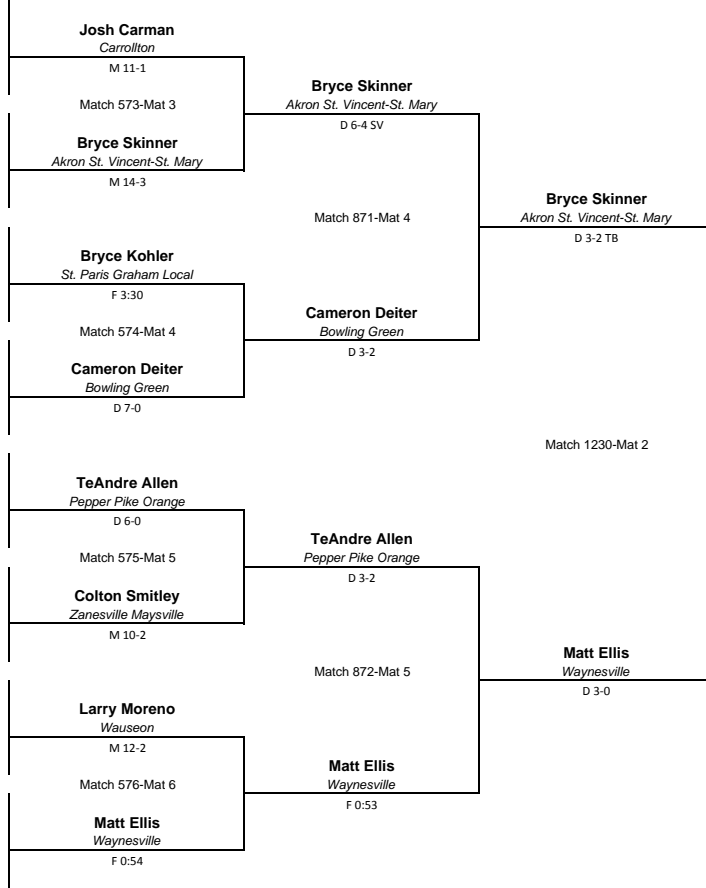 Josh Carman
Carrollton
M 11-1
Match 573-Mat 3
Bryce Skinner
Akron St. Vincent-St. Mary
M 14-3
Bryce Kohler
St. Paris Graham Local
F 3:30
Match 574-Mat 4
Cameron Deiter
Bowling Green
D 7-0
TeAndre Allen
Pepper Pike Orange
D 6-0
Match 575-Mat 5
Colton Smitley
Zanesville Maysville
M 10-2
Larry Moreno
Wauseon
M 12-2
Match 576-Mat 6
Matt Ellis
Waynesville
F 0:54
Bryce Skinner
Akron St. Vincent-St. Mary
D 6-4 SV
Match 871-Mat 4
Cameron Deiter
Bowling Green
D 3-2
TeAndre Allen
Pepper Pike Orange
D 3-2
Match 872-Mat 5
Matt Ellis
Waynesville
F 0:53
Bryce Skinner
Akron St. Vincent-St. Mary
D 3-2 TB
Match 1230-Mat 2
Matt Ellis
Waynesville
D 3-0